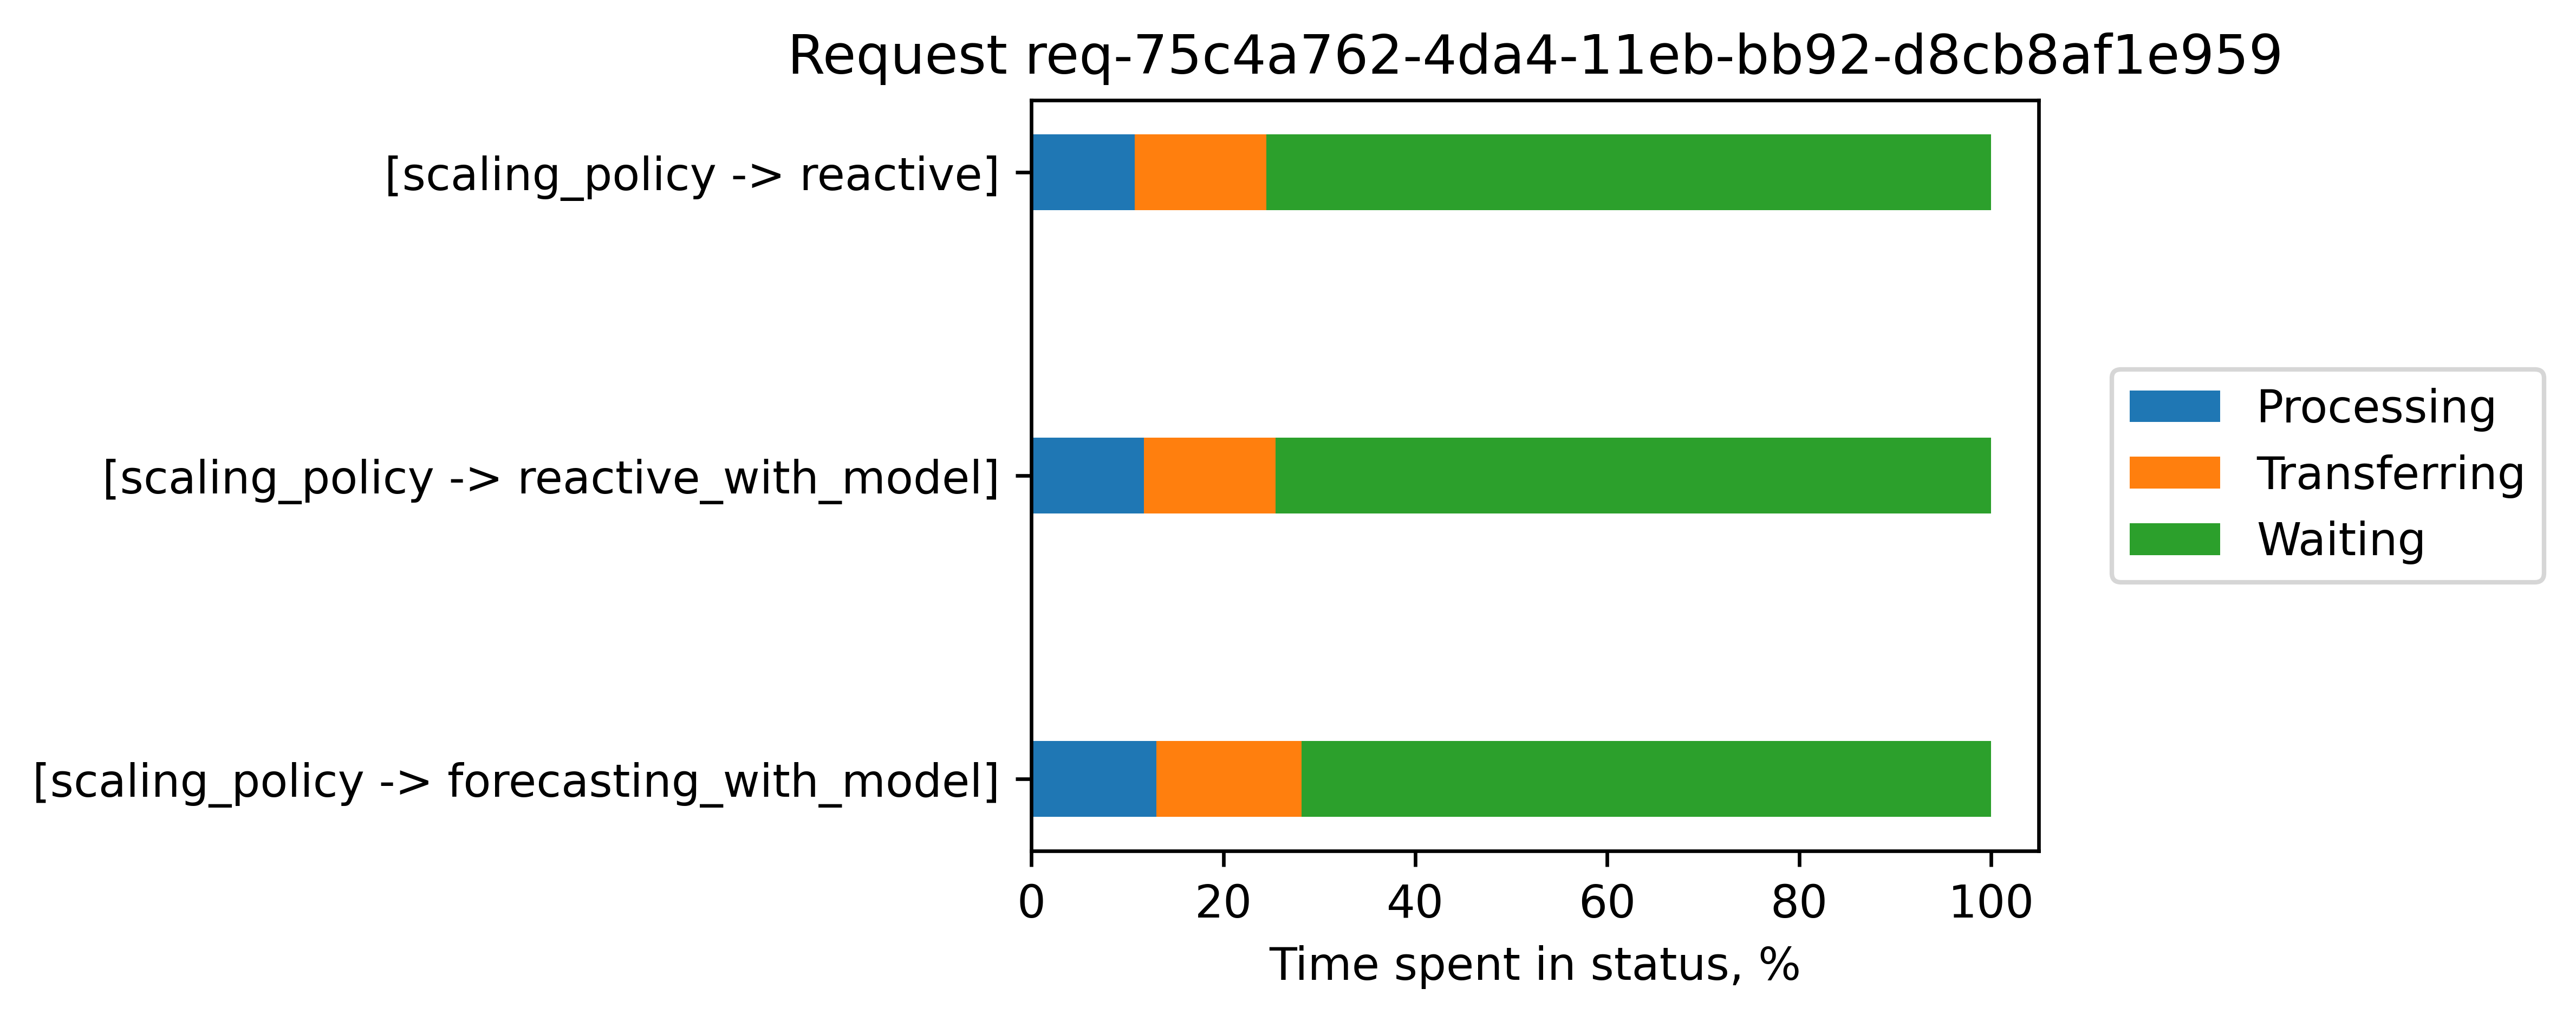 Request req-75c4a762-4da4-11eb-bb92-d8cb8af1e959
[scaling_policy -> reactive]
[scaling_policy -> reactive_with_model]
[scaling_policy -> forecasting_with_model]
0 20 40 60 80 100
Time spent in status, %
Processing
Transferring
Waiting